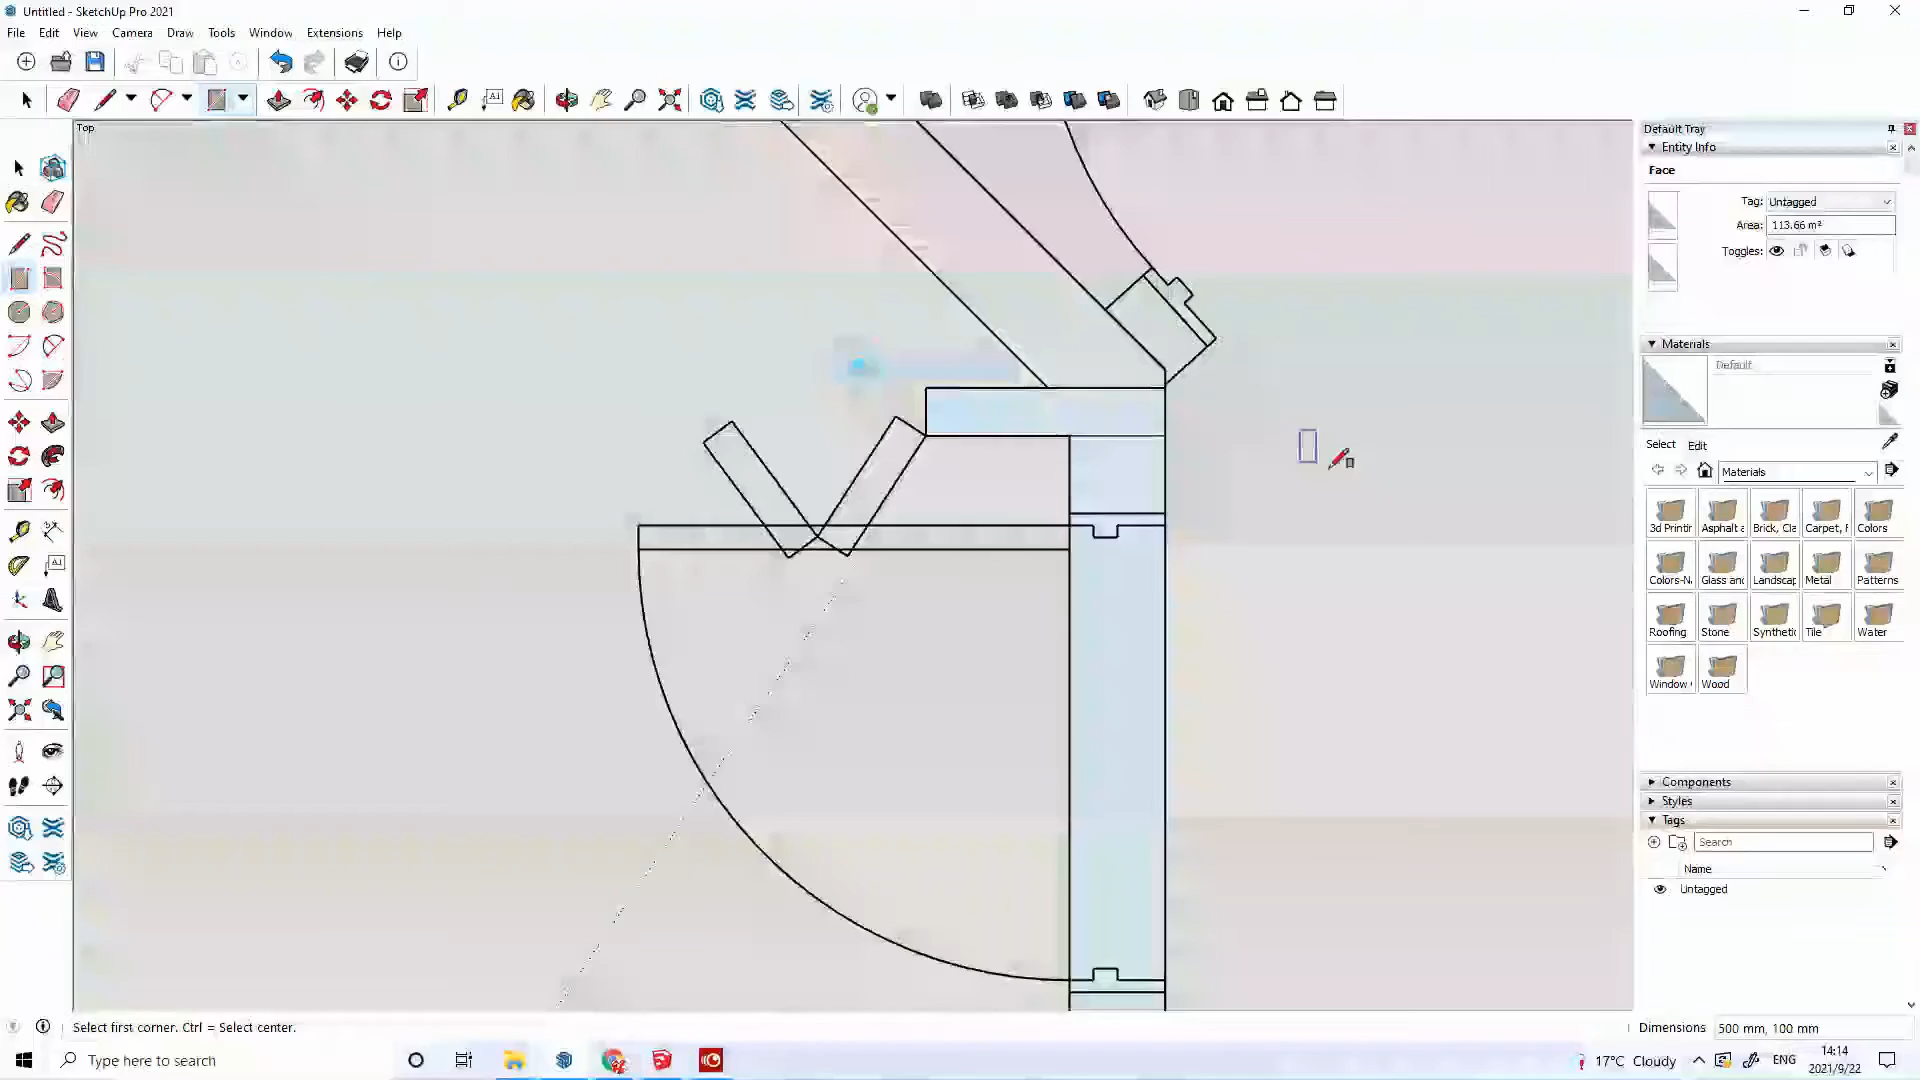 Untitled - SketchUp Pro 2021
File Edit View Camera Draw Tools Window Extensions Help
Top
Default Tray
Entity Info
Face
Tag: Untagged
Area: 113.66 m²
Toggles:
Materials
Default
Select Edit
Materials
3d Printir Asphalt a Brick, Cla Carpet, F Colors
Colors-Na Glass and Landscap Metal Patterns
Roofing Stone Syntheti Tile Water
Window Wood
Components
Styles
Tags
Search
Name
Untagged
Select first corner. Ctrl = Select center.
Dimensions 500 mm, 100 mm
Type here to search
17°C Cloudy
ENG
14:14
2021/9/22